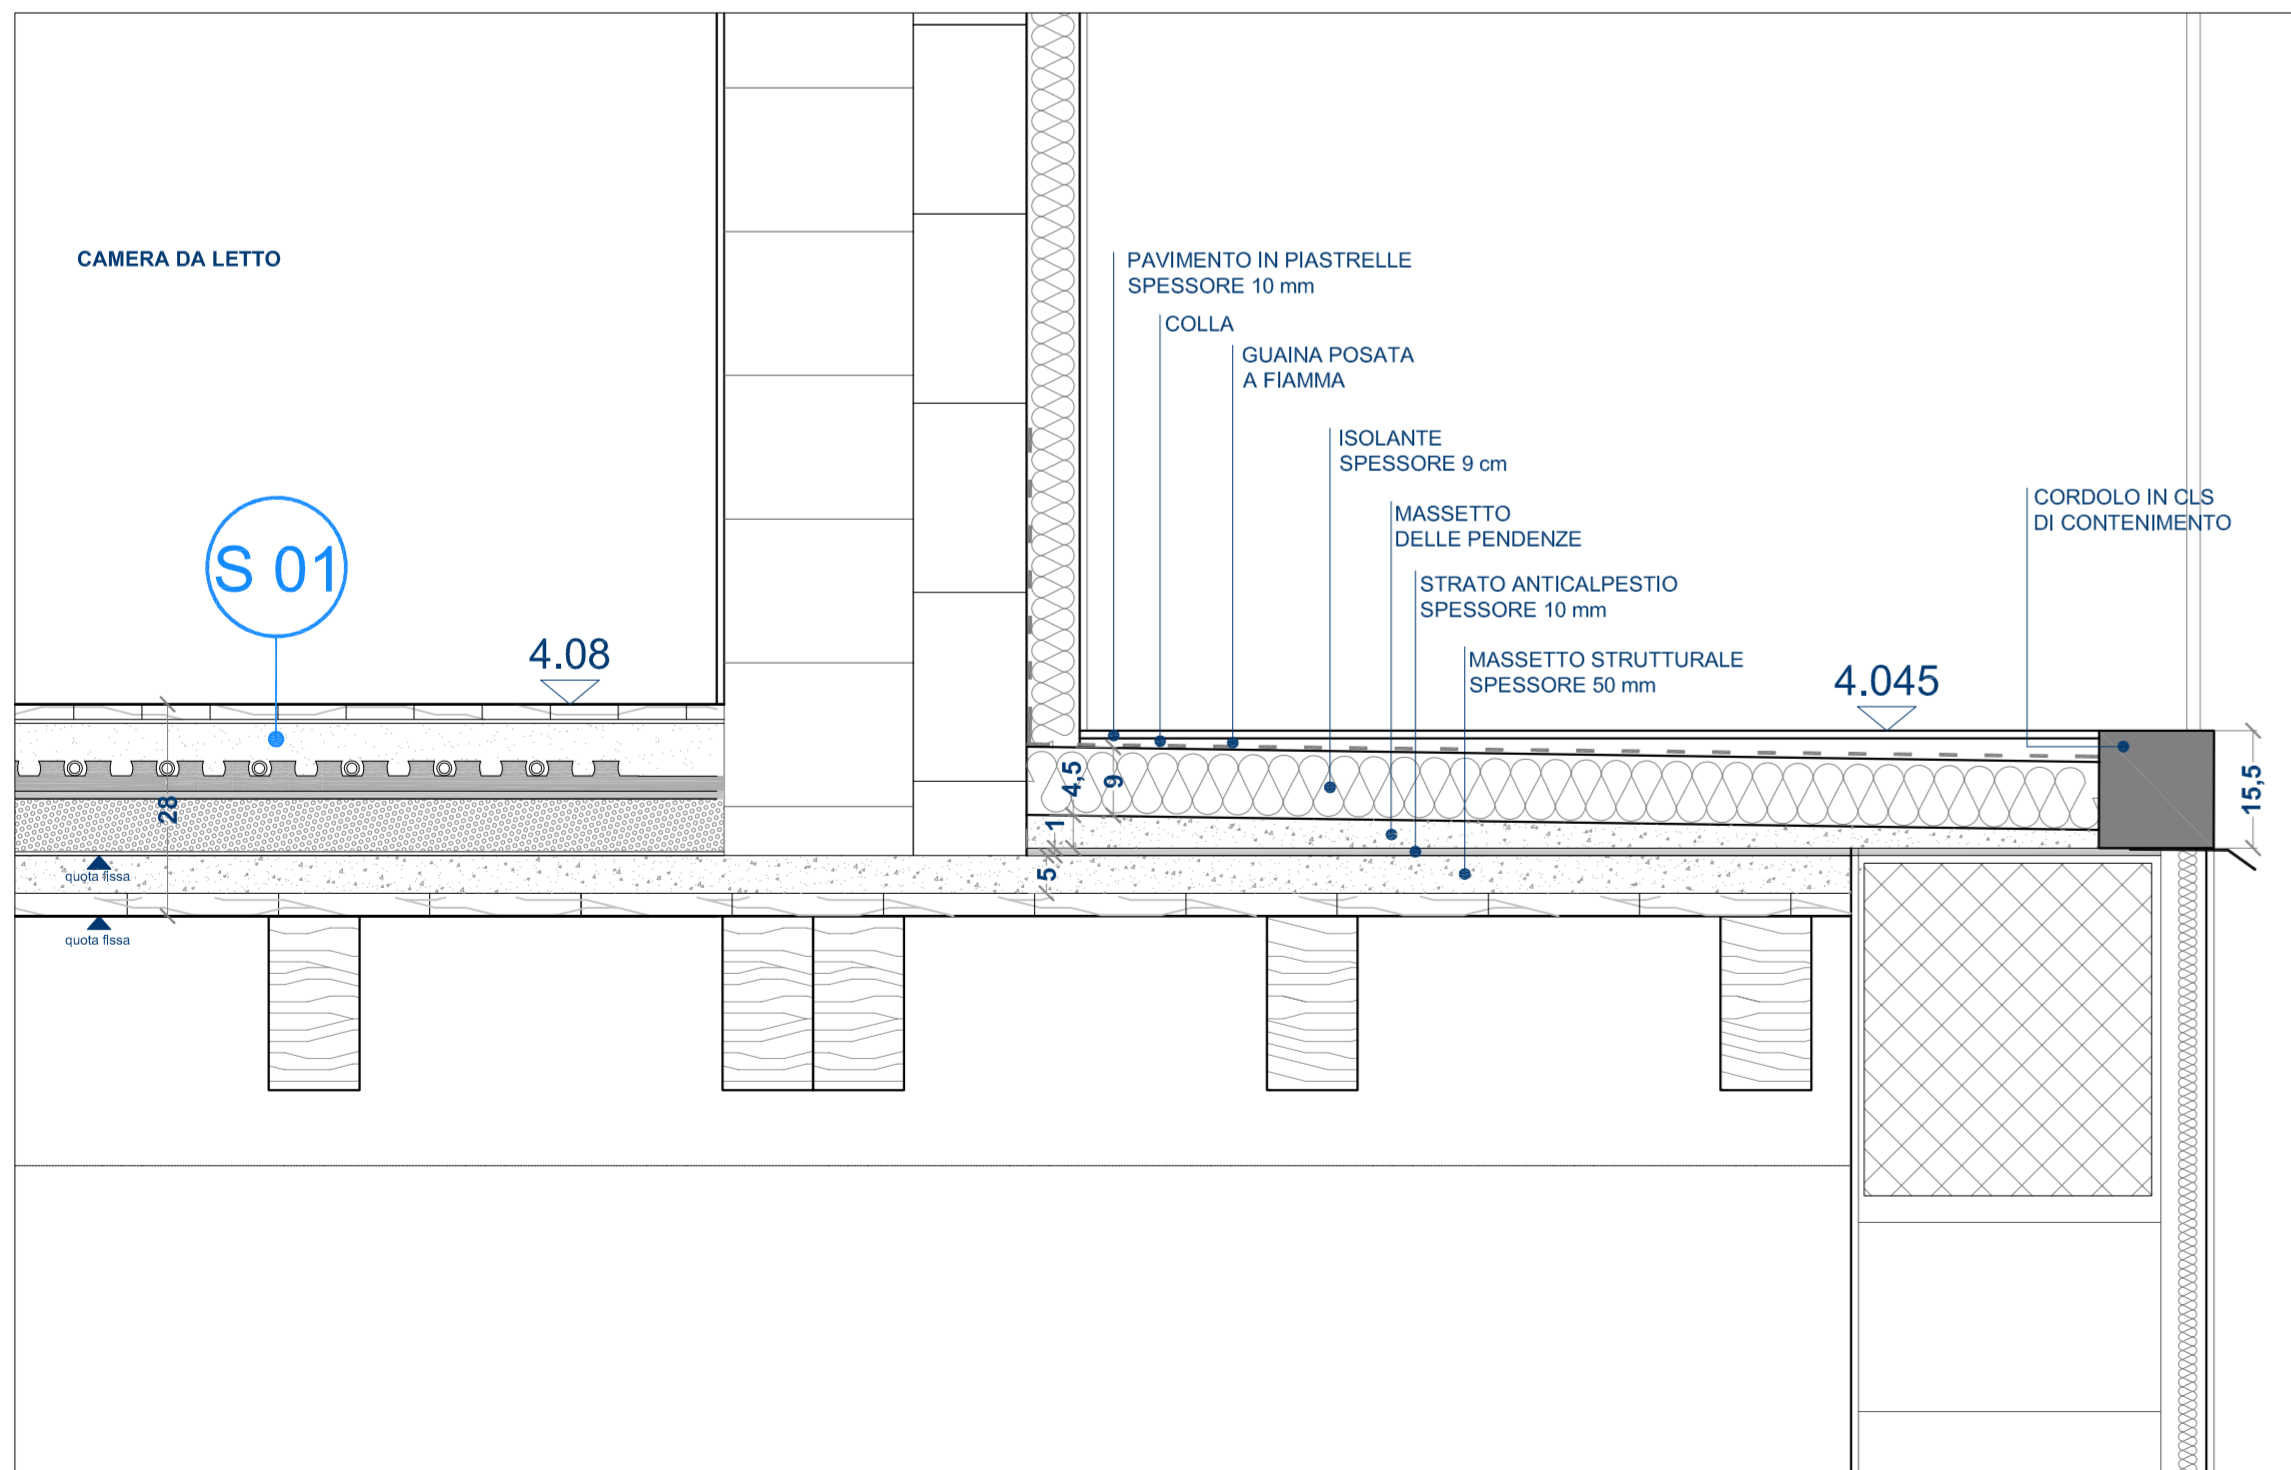 CAMERA DA LETTO
S 01
4.08
28
quota fissa
quota fissa
PAVIMENTO IN PIASTRELLE
SPESSORE 10 mm
COLLA
GUAINA POSATA
A FIAMMA
ISOLANTE
SPESSORE 9 cm
MASSETTO
DELLE PENDENZE
STRATO ANTICALPESTIO
SPESSORE 10 mm
MASSETTO STRUTTURALE
SPESSORE 50 mm
CORDOLO IN CLS
DI CONTENIMENTO
4.045
4,5
9
1
5
15,5